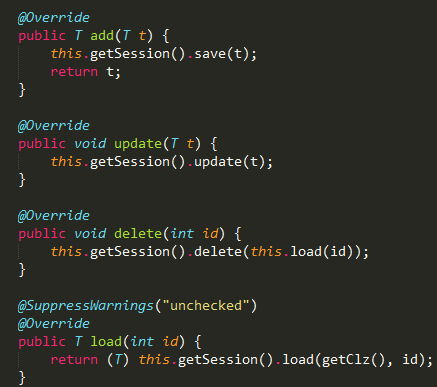 @Override
public T add(T t) {
    this.getSession().save(t);
    return t;
}

@Override
public void update(T t) {
    this.getSession().update(t);
}

@Override
public void delete(int id) {
    this.getSession().delete(this.load(id));
}

@SuppressWarnings("unchecked")
@Override
public T load(int id) {
    return (T) this.getSession().load(getClz(), id);
}